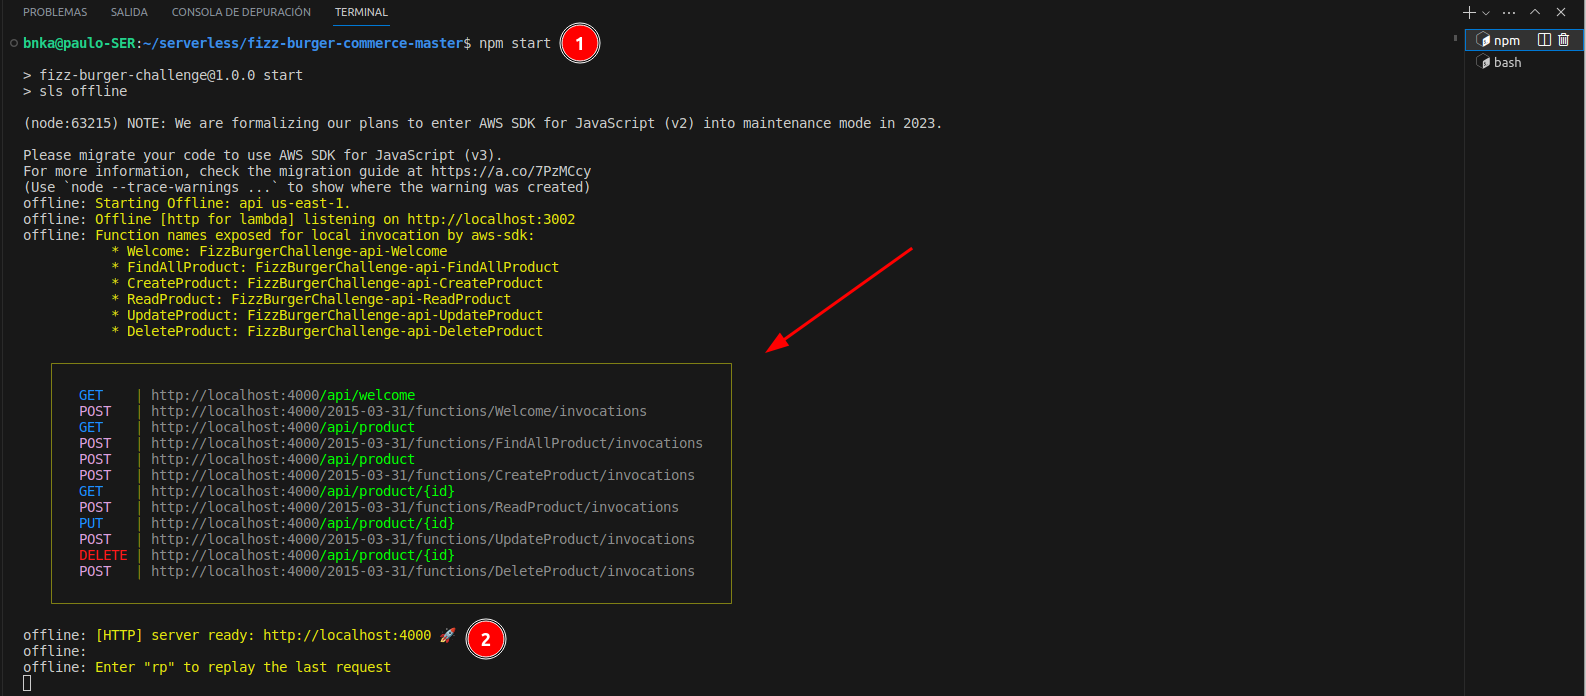 PROBLEMAS SALIDA CONSOLA DE DEPURACIÓN TERMINAL
bnka@paulo-SER:~/serverless/fizz-burger-commerce-master$ npm start 1
npm
bash
> fizz-burger-challenge@1.0.0 start
> sls offline
(node:63215) NOTE: We are formalizing our plans to enter AWS SDK for JavaScript (v2) into maintenance mode in 2023.
Please migrate your code to use AWS SDK for JavaScript (v3).
For more information, check the migration guide at https://a.co/7PzMCcy
(Use `node --trace-warnings ...` to show where the warning was created)
offline: Starting Offline: api us-east-1.
offline: Offline [http for lambda] listening on http://localhost:3002
offline: Function names exposed for local invocation by aws-sdk:
* Welcome: FizzBurgerChallenge-api-Welcome
* FindAllProduct: FizzBurgerChallenge-api-FindAllProduct
* CreateProduct: FizzBurgerChallenge-api-CreateProduct
* ReadProduct: FizzBurgerChallenge-api-ReadProduct
* UpdateProduct: FizzBurgerChallenge-api-UpdateProduct
* DeleteProduct: FizzBurgerChallenge-api-DeleteProduct
GET | http://localhost:4000/api/welcome
POST | http://localhost:4000/2015-03-31/functions/Welcome/invocations
GET | http://localhost:4000/api/product
POST | http://localhost:4000/2015-03-31/functions/FindAllProduct/invocations
POST | http://localhost:4000/api/product
POST | http://localhost:4000/2015-03-31/functions/CreateProduct/invocations
GET | http://localhost:4000/api/product/{id}
POST | http://localhost:4000/2015-03-31/functions/ReadProduct/invocations
PUT | http://localhost:4000/api/product/{id}
POST | http://localhost:4000/2015-03-31/functions/UpdateProduct/invocations
DELETE | http://localhost:4000/api/product/{id}
POST | http://localhost:4000/2015-03-31/functions/DeleteProduct/invocations
offline: [HTTP] server ready: http://localhost:4000 🚀 2
offline:
offline: Enter "rp" to replay the last request